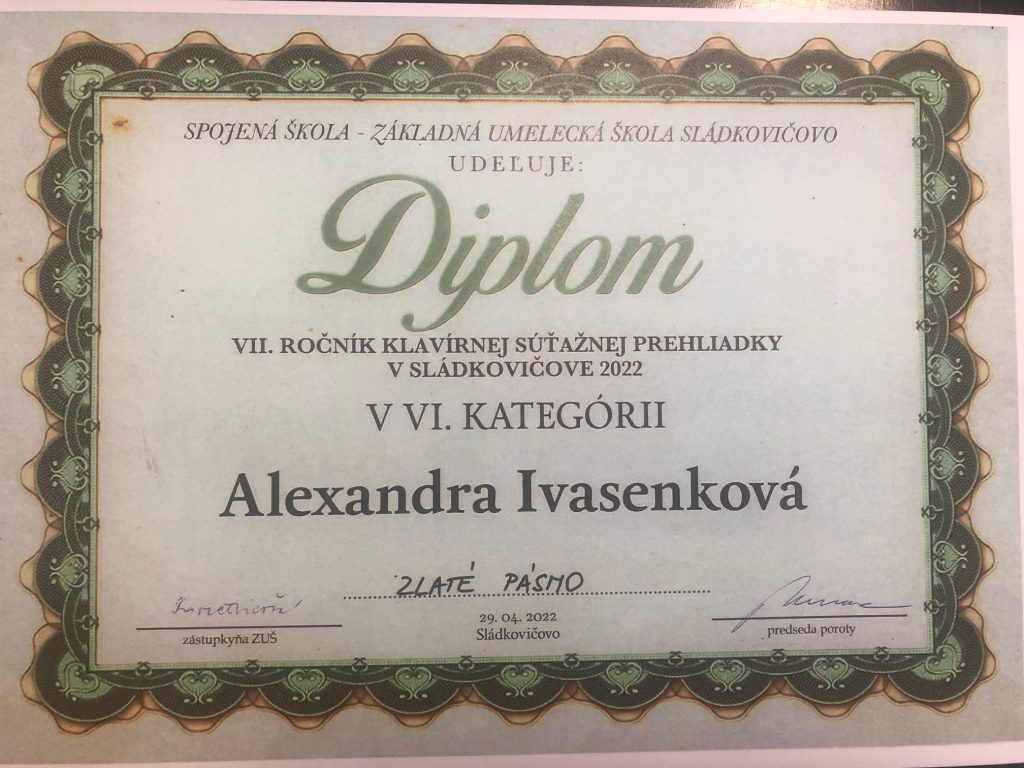 SPOJENÁ ŠKOLA - ZÁKLADNÁ UMELECKÁ ŠKOLA SLÁDKOVIČOVO
UDEĽUJE:
Diplom
VII. ROČNÍK KLAVÍRNEJ SÚŤAŽNEJ PREHLIADKY
V SLÁDKOVIČOVE 2022
V VI. KATEGÓRII
Alexandra Ivasenková
ZLATÉ PÁSMO
29. 04. 2022
Sládkovičovo
zástupkyňa ZUŠ
predseda poroty